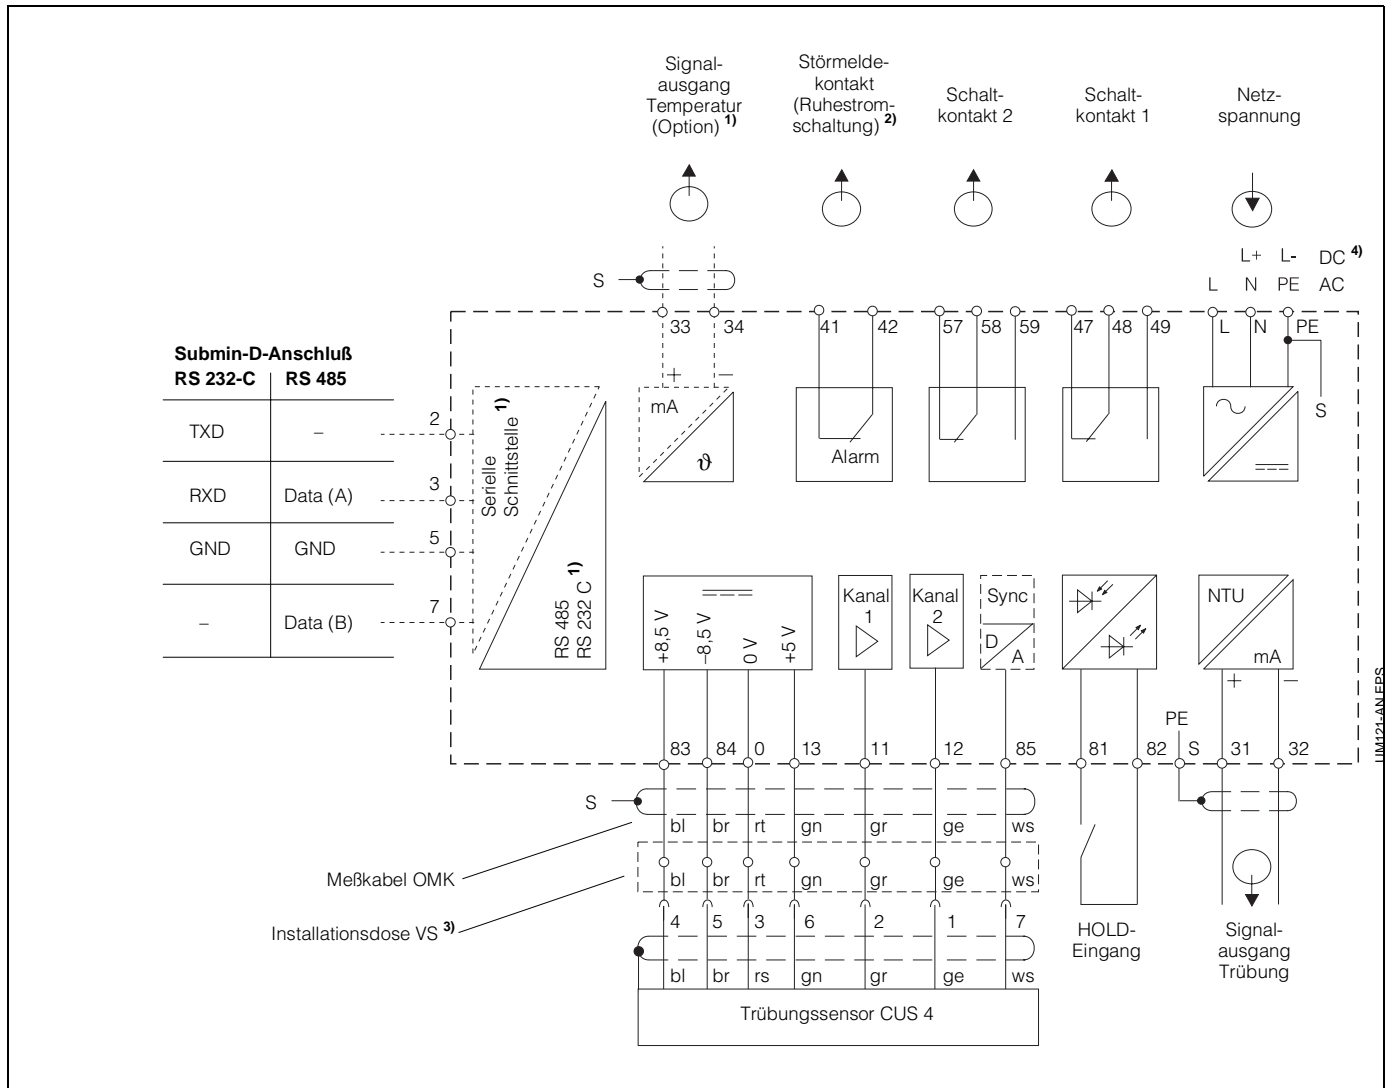 Signal-
ausgang
Temperatur
(Option) 1)
Störmelde-
kontakt
(Ruhestrom-
schaltung) 2)
Schalt-
kontakt 2
Schalt-
kontakt 1
Netz-
spannung
L+ L- DC 4)
L N PE AC
S
33 34 41 42 57 58 59 47 48 49 L N PE
S
Submin-D-Anschluß
RS 232-C RS 485
TXD – 2
RXD Data (A) 3
GND GND 5
– Data (B) 7
Serielle
Schnittstelle 1)
RS 485
RS 232 C 1)
+ –
mA
ϑ
Alarm
+8,5 V
–8,5 V
0 V
+5 V
Kanal
1
Kanal
2
Sync
D
A
NTU
mA
+ –
PE
83 84 0 13 11 12 85 81 82 S 31 32
UM121-AN.EPS
S
bl br rt gn gr ge ws
Meßkabel OMK
bl br rt gn gr ge ws
Installationsdose VS 3)
4 5 3 6 2 1 7
bl br rs gn gr ge ws
Trübungssensor CUS 4
HOLD-
Eingang
Signal-
ausgang
Trübung